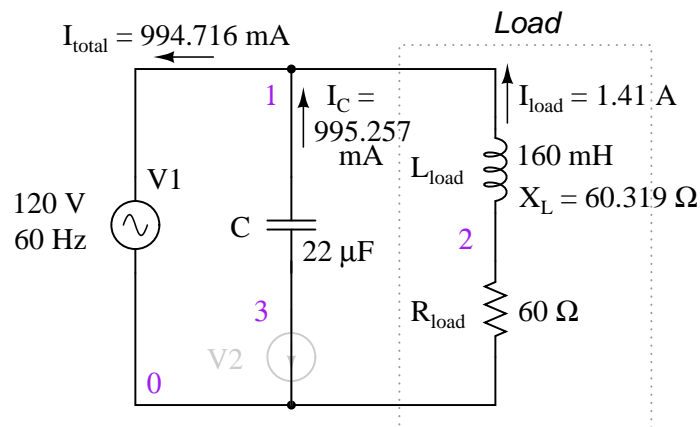 Load
I_total = 994.716 mA
1
I_C =
995.257
mA
I_load = 1.41 A
160 mH
L_load
X_L = 60.319 Ω
V1
120 V
60 Hz
C
22 µF
2
3
R_load
60 Ω
V2
0